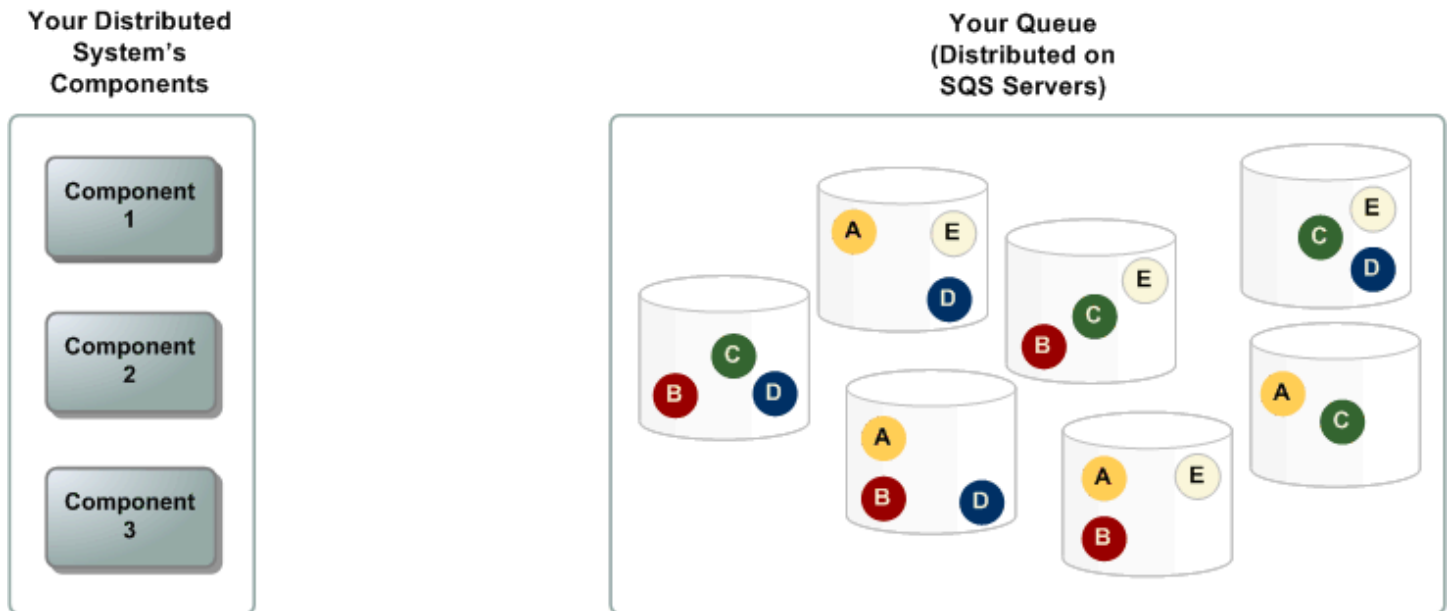 Your Distributed
System's
Components
Component
1
Component
2
Component
3
Your Queue
(Distributed on
SQS Servers)
C
B
D
A
E
D
E
C
B
A
B
D
A
E
B
E
C
D
A
C